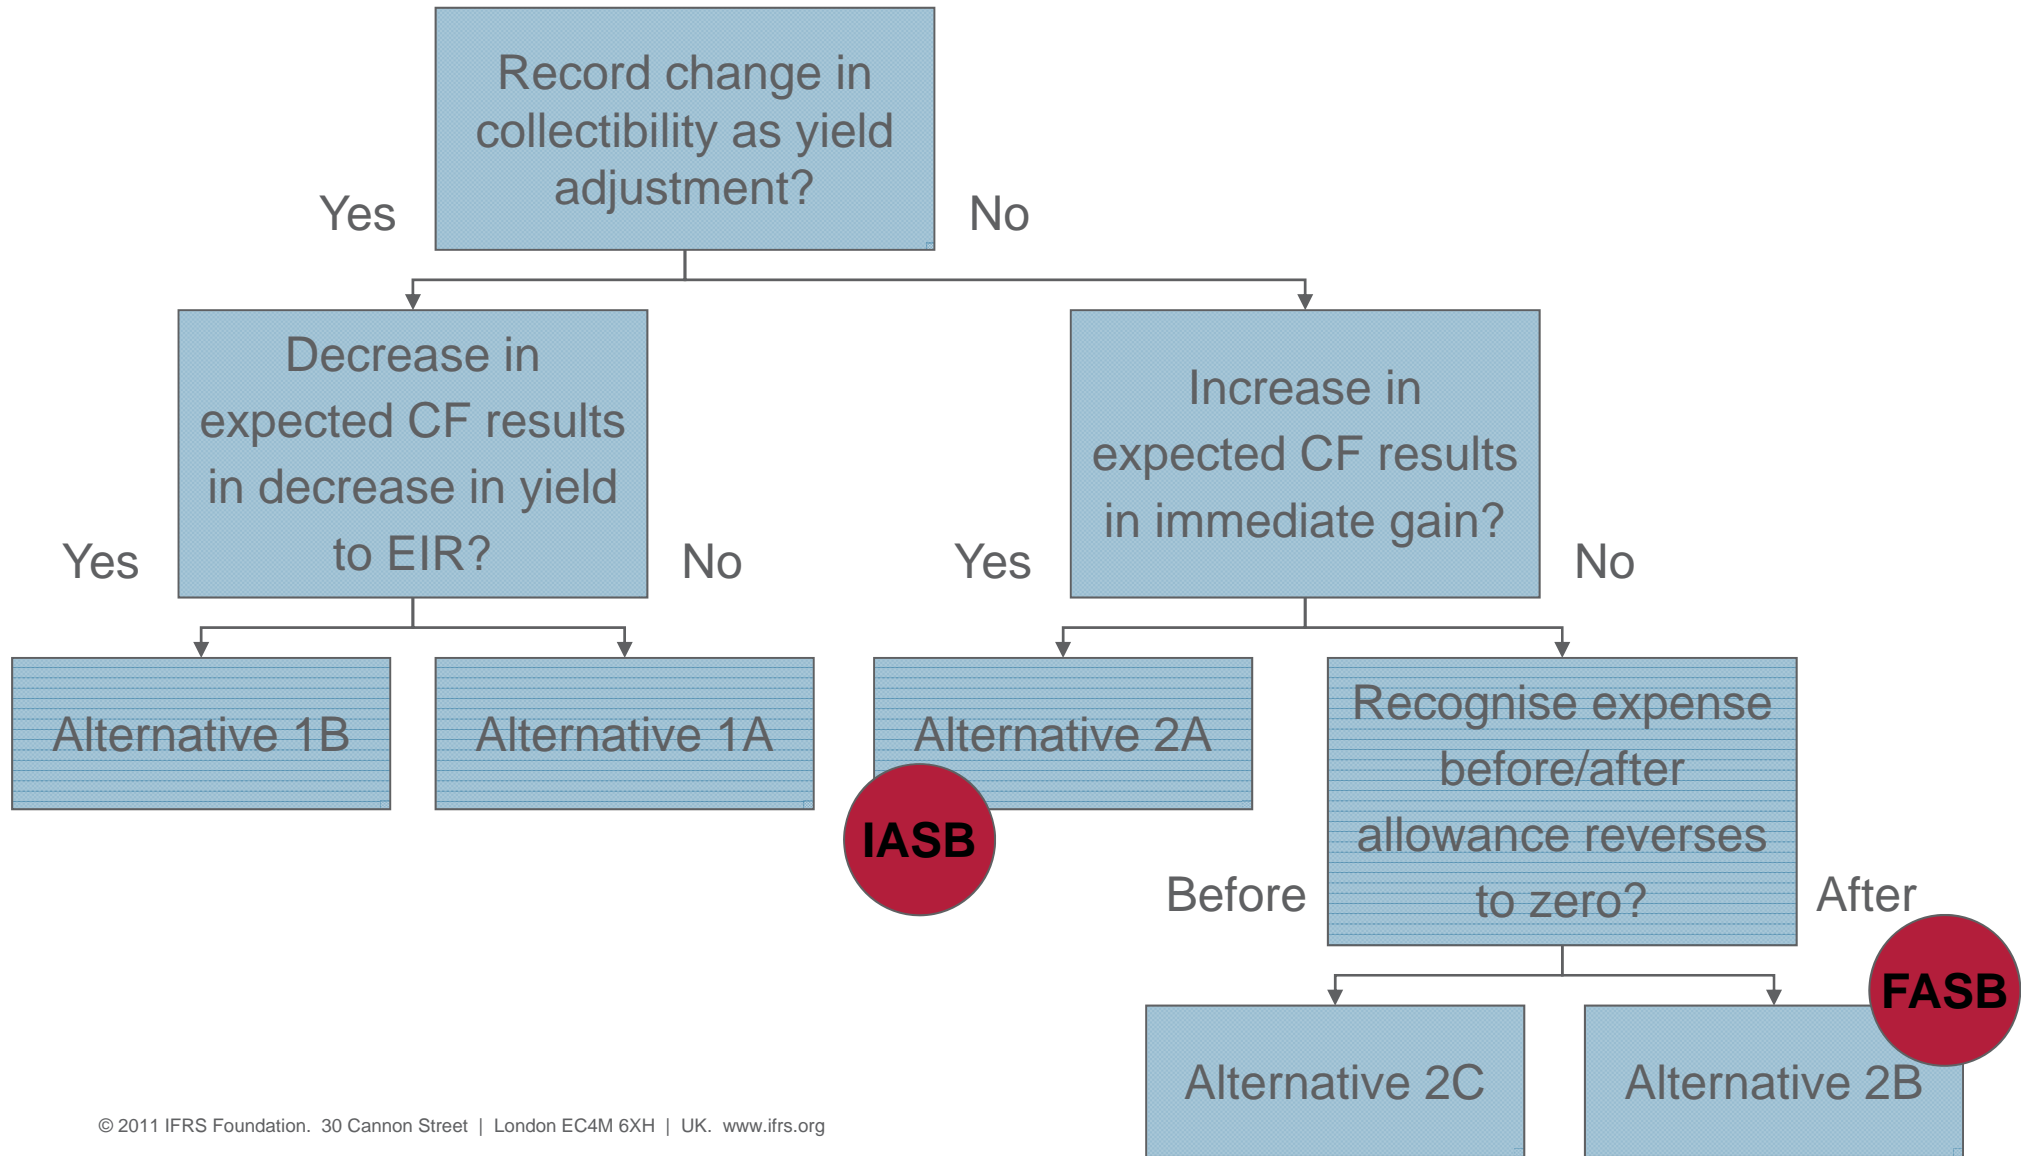 Record change in
collectibility as yield
adjustment?
Yes
No
Decrease in
expected CF results
in decrease in yield
to EIR?
Yes
No
Increase in
expected CF results
in immediate gain?
Yes
No
Alternative 1B
Alternative 1A
Alternative 2A
IASB
Recognise expense
before/after
allowance reverses
to zero?
Before
After
FASB
Alternative 2C
Alternative 2B
© 2011 IFRS Foundation. 30 Cannon Street | London EC4M 6XH | UK. www.ifrs.org